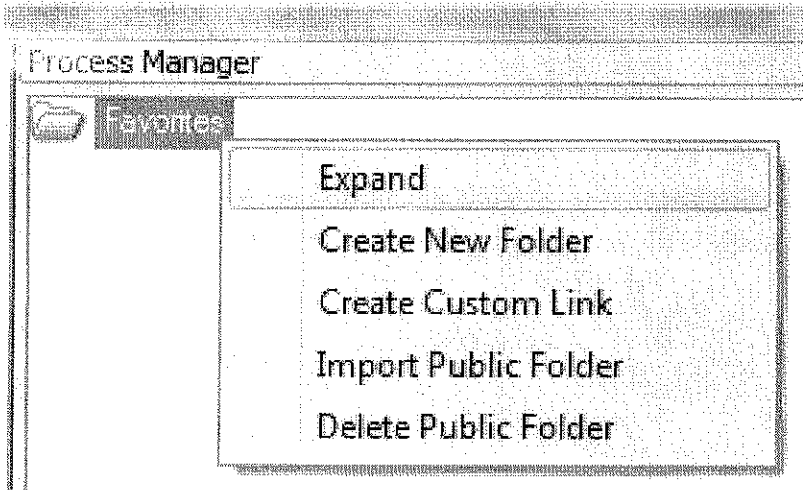 Process Manager
Favorites
Expand
Create New Folder
Create Custom Link
Import Public Folder
Delete Public Folder